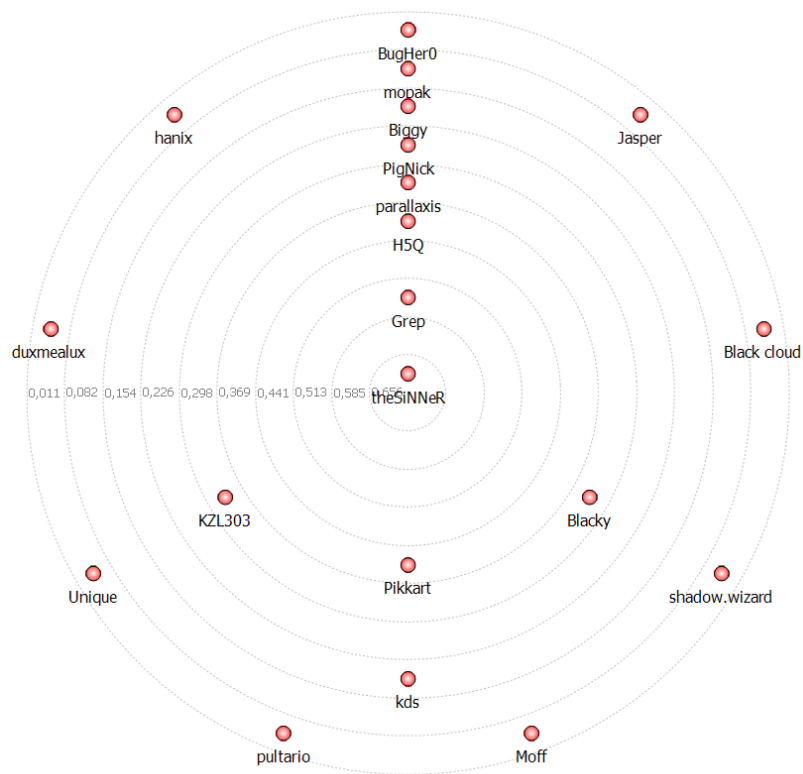 BugHer0
mopak
hanix
Biggy
Jasper
PigNick
parallaxis
H5Q
Grep
duxmealux
Black cloud
0,011 0,082 0,154 0,226 0,298 0,369 0,441 0,513 0,585 0,656
theSiNNeR
KZL303
Blacky
Pikkart
Unique
shadow.wizard
kds
pultario
Moff